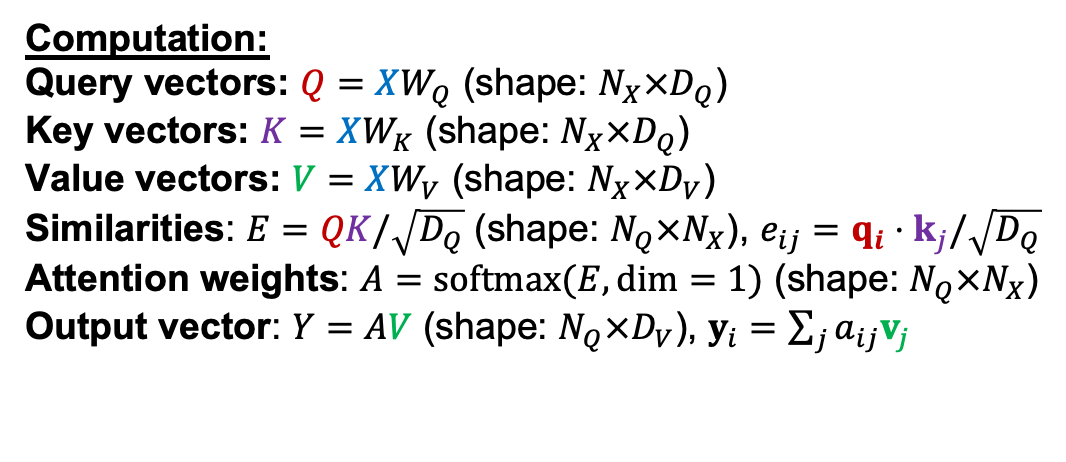 Computation:
Query vectors: Q = XW_Q (shape: N_X×D_Q)
Key vectors: K = XW_K (shape: N_X×D_Q)
Value vectors: V = XW_V (shape: N_X×D_V)
Similarities: E = QK/√D_Q (shape: N_Q×N_X), e_ij = q_i · k_j/√D_Q
Attention weights: A = softmax(E, dim = 1) (shape: N_Q×N_X)
Output vector: Y = AV (shape: N_Q×D_V), y_i = ∑_j a_ij v_j